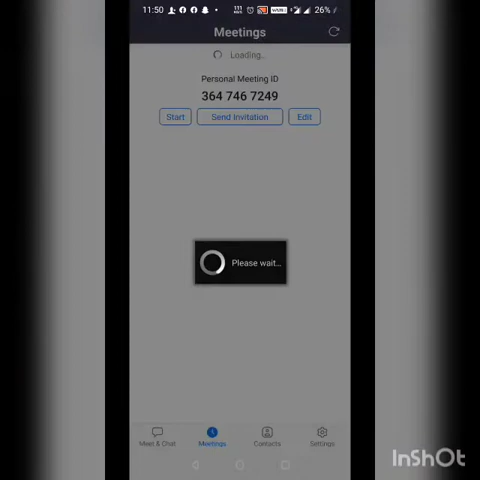 11:50 26%
Meetings
Loading..
Personal Meeting ID
364 746 7249
Start Send Invitation Edit
Please wait...
Meet & Chat Meetings Contacts Settings
InShOt